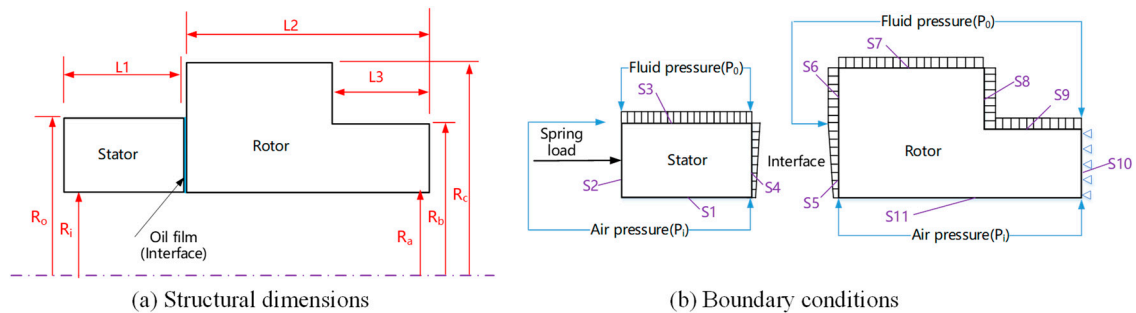 L2
L1
L3
Stator
Rotor
Ro
Ri
Oil film
(Interface)
Ra
Rb
Rc
(a) Structural dimensions
Fluid pressure(P0)
S7
Fluid pressure(P0)
S6
S8
S3
S9
Spring
load
Stator
Interface
Rotor
S10
S2
S4
S5
S1
S11
Air pressure(Pi)
Air pressure(Pi)
(b) Boundary conditions